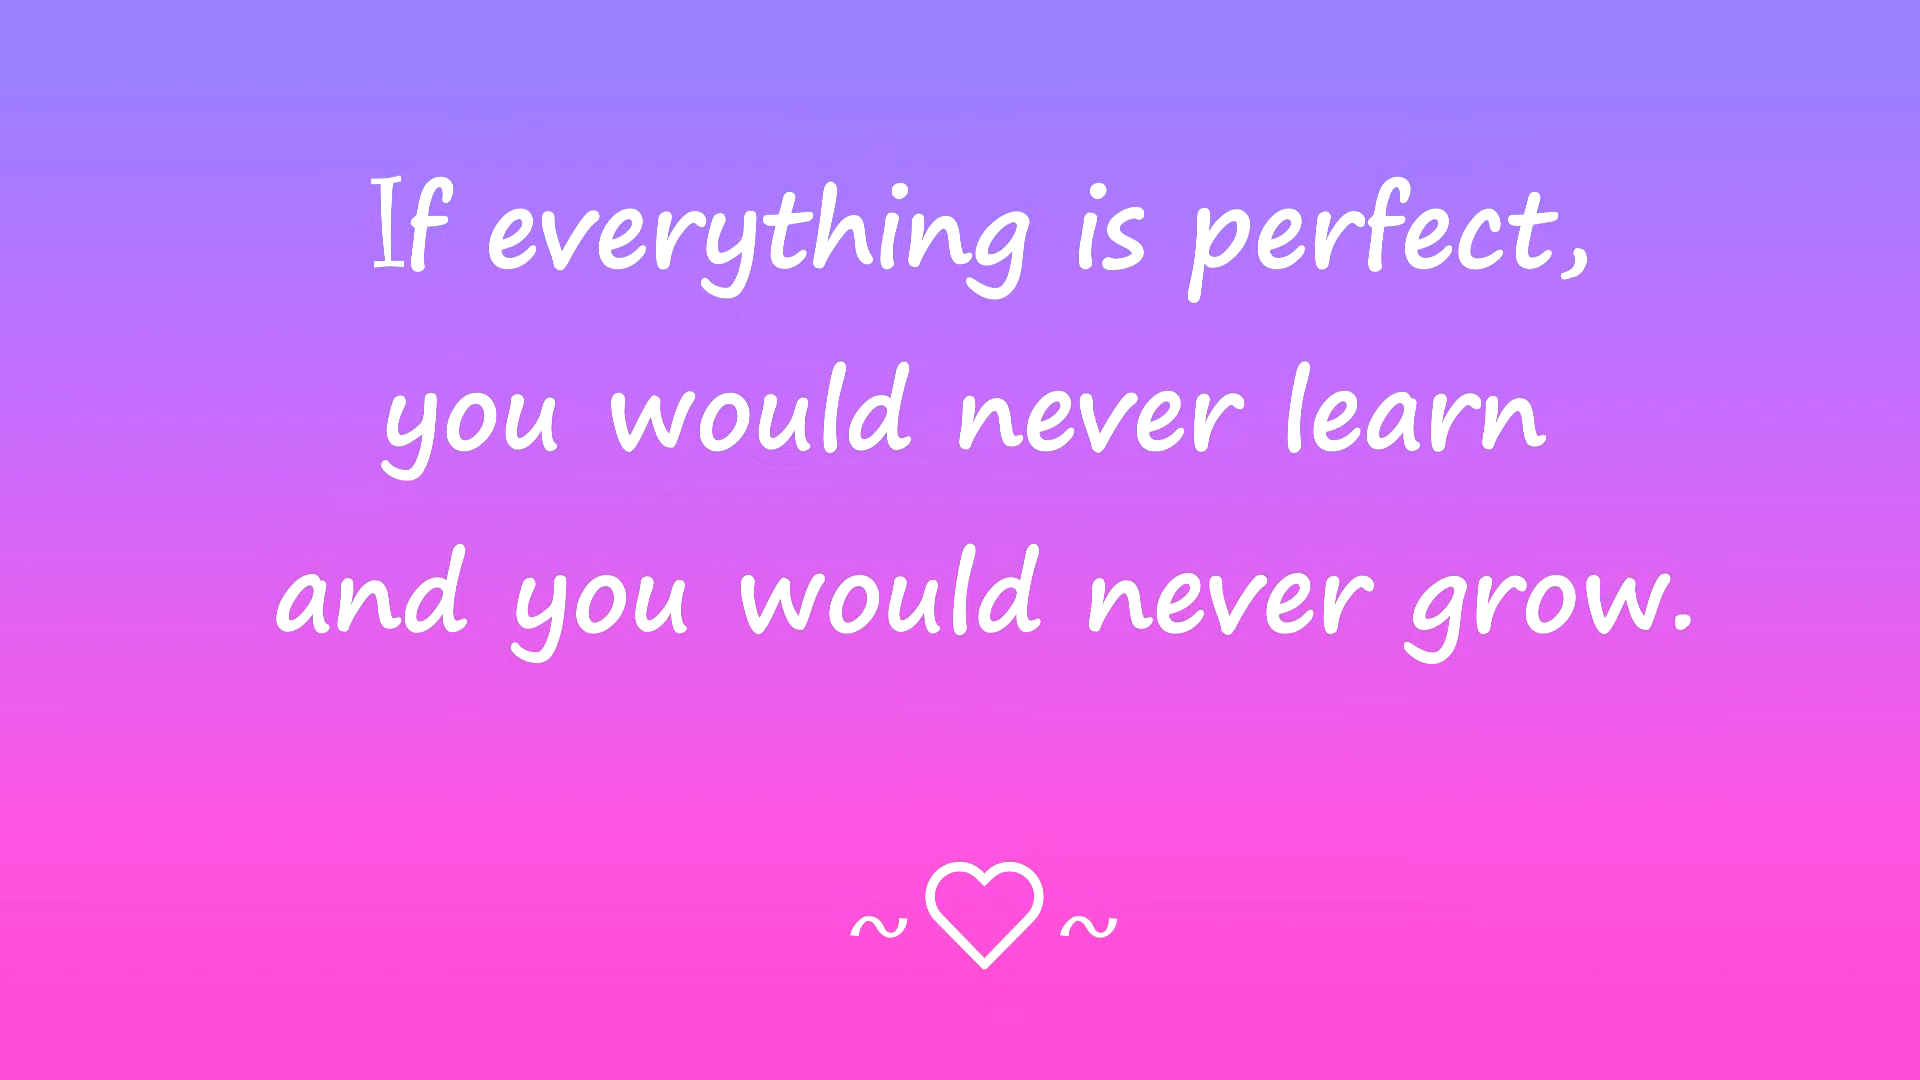 If everything is perfect,
you would never learn
and you would never grow.
~♡~